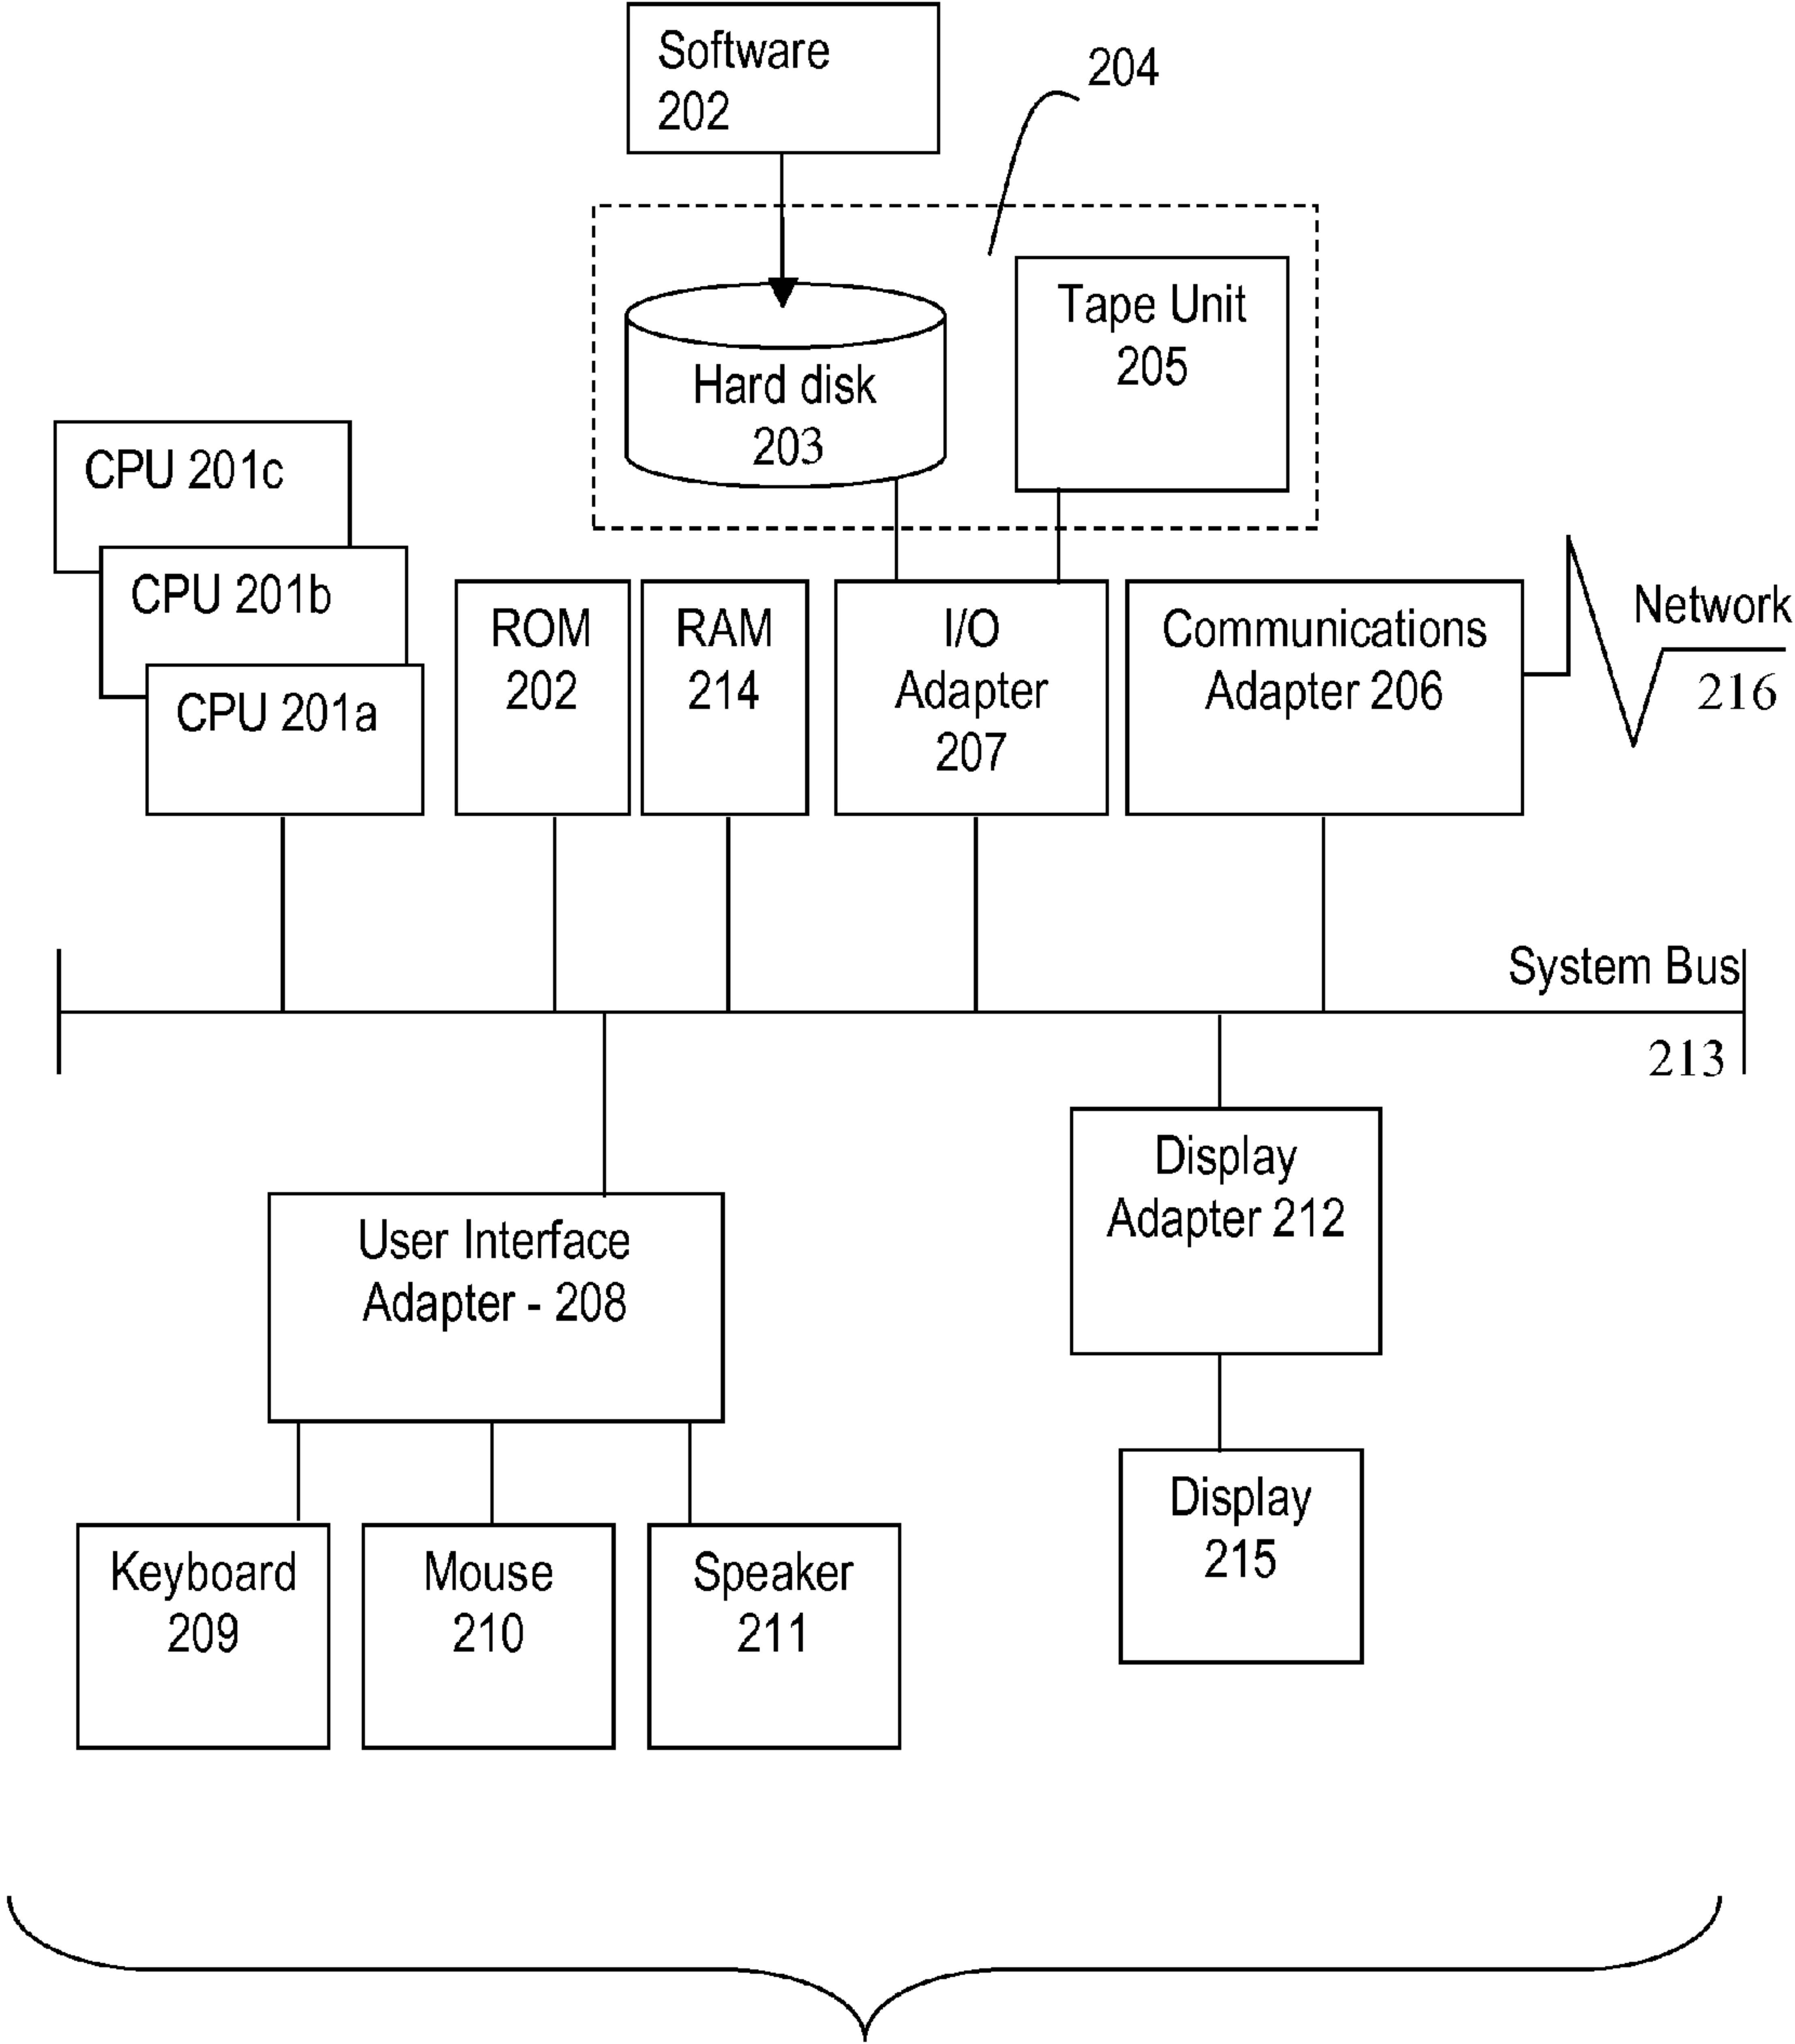 Software
202
204
Tape Unit
205
Hard disk
203
CPU 201c
CPU 201b
CPU 201a
ROM
202
RAM
214
I/O
Adapter
207
Communications
Adapter 206
Network
216
System Bus
213
User Interface
Adapter - 208
Display
Adapter 212
Keyboard
209
Mouse
210
Speaker
211
Display
215